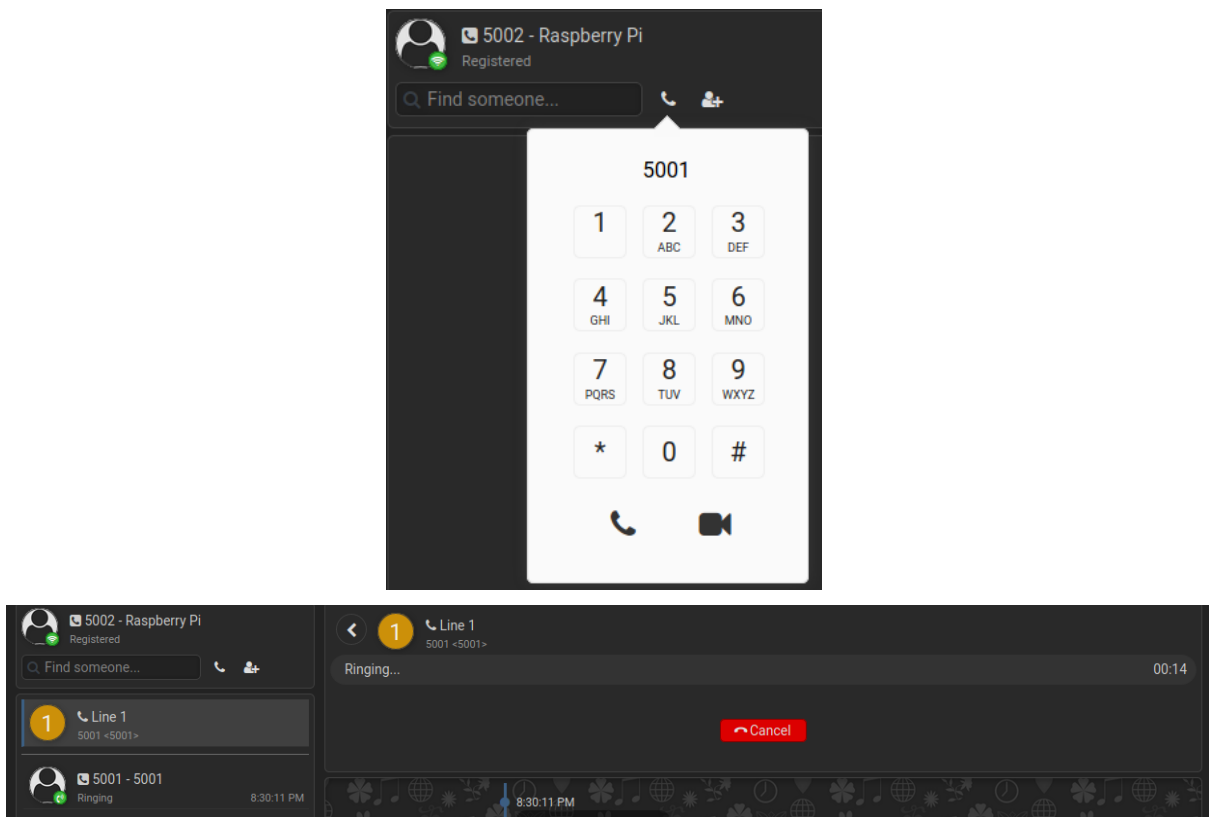 5002 - Raspberry Pi
Registered
Find someone...
5001
1 2 3
ABC DEF
4 5 6
GHI JKL MNO
7 8 9
PQRS TUV WXYZ
* 0 #
5002 - Raspberry Pi
Registered
Find someone...
1 Line 1
5001 <5001>
5001 - 5001
Ringing 8:30:11 PM
1 Line 1
5001 <5001>
Ringing... 00:14
Cancel
8:30:11 PM